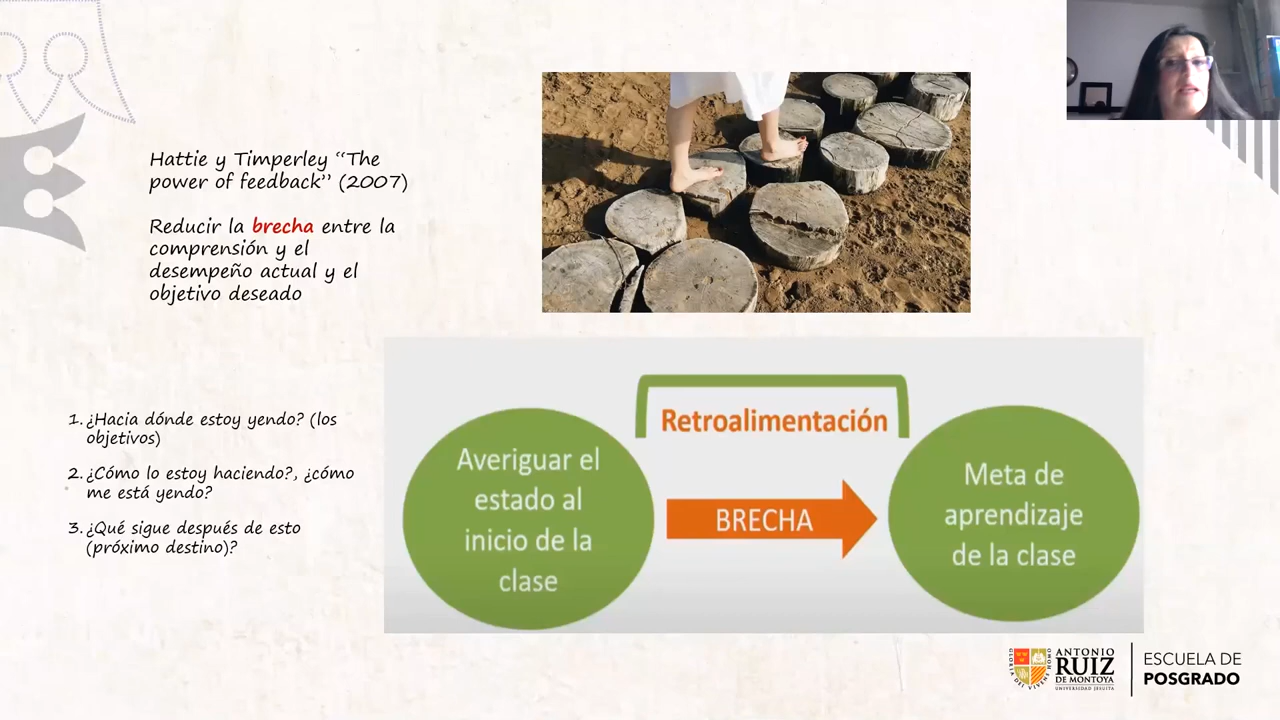 Hattie y Timperley “The
power of feedback” (2007)
Reducir la brecha entre la
comprensión y el
desempeño actual y el
objetivo deseado
1. ¿Hacia dónde estoy yendo? (los
objetivos)
2. ¿Cómo lo estoy haciendo?, ¿cómo
me está yendo?
3. ¿Qué sigue después de esto
(próximo destino)?
Retroalimentación
Averiguar el
estado al
inicio de la
clase
BRECHA
Meta de
aprendizaje
de la clase
ANTONIO
RUIZ
DE MONTOYA
UNIVERSIDAD JESUITA
ESCUELA DE
POSGRADO